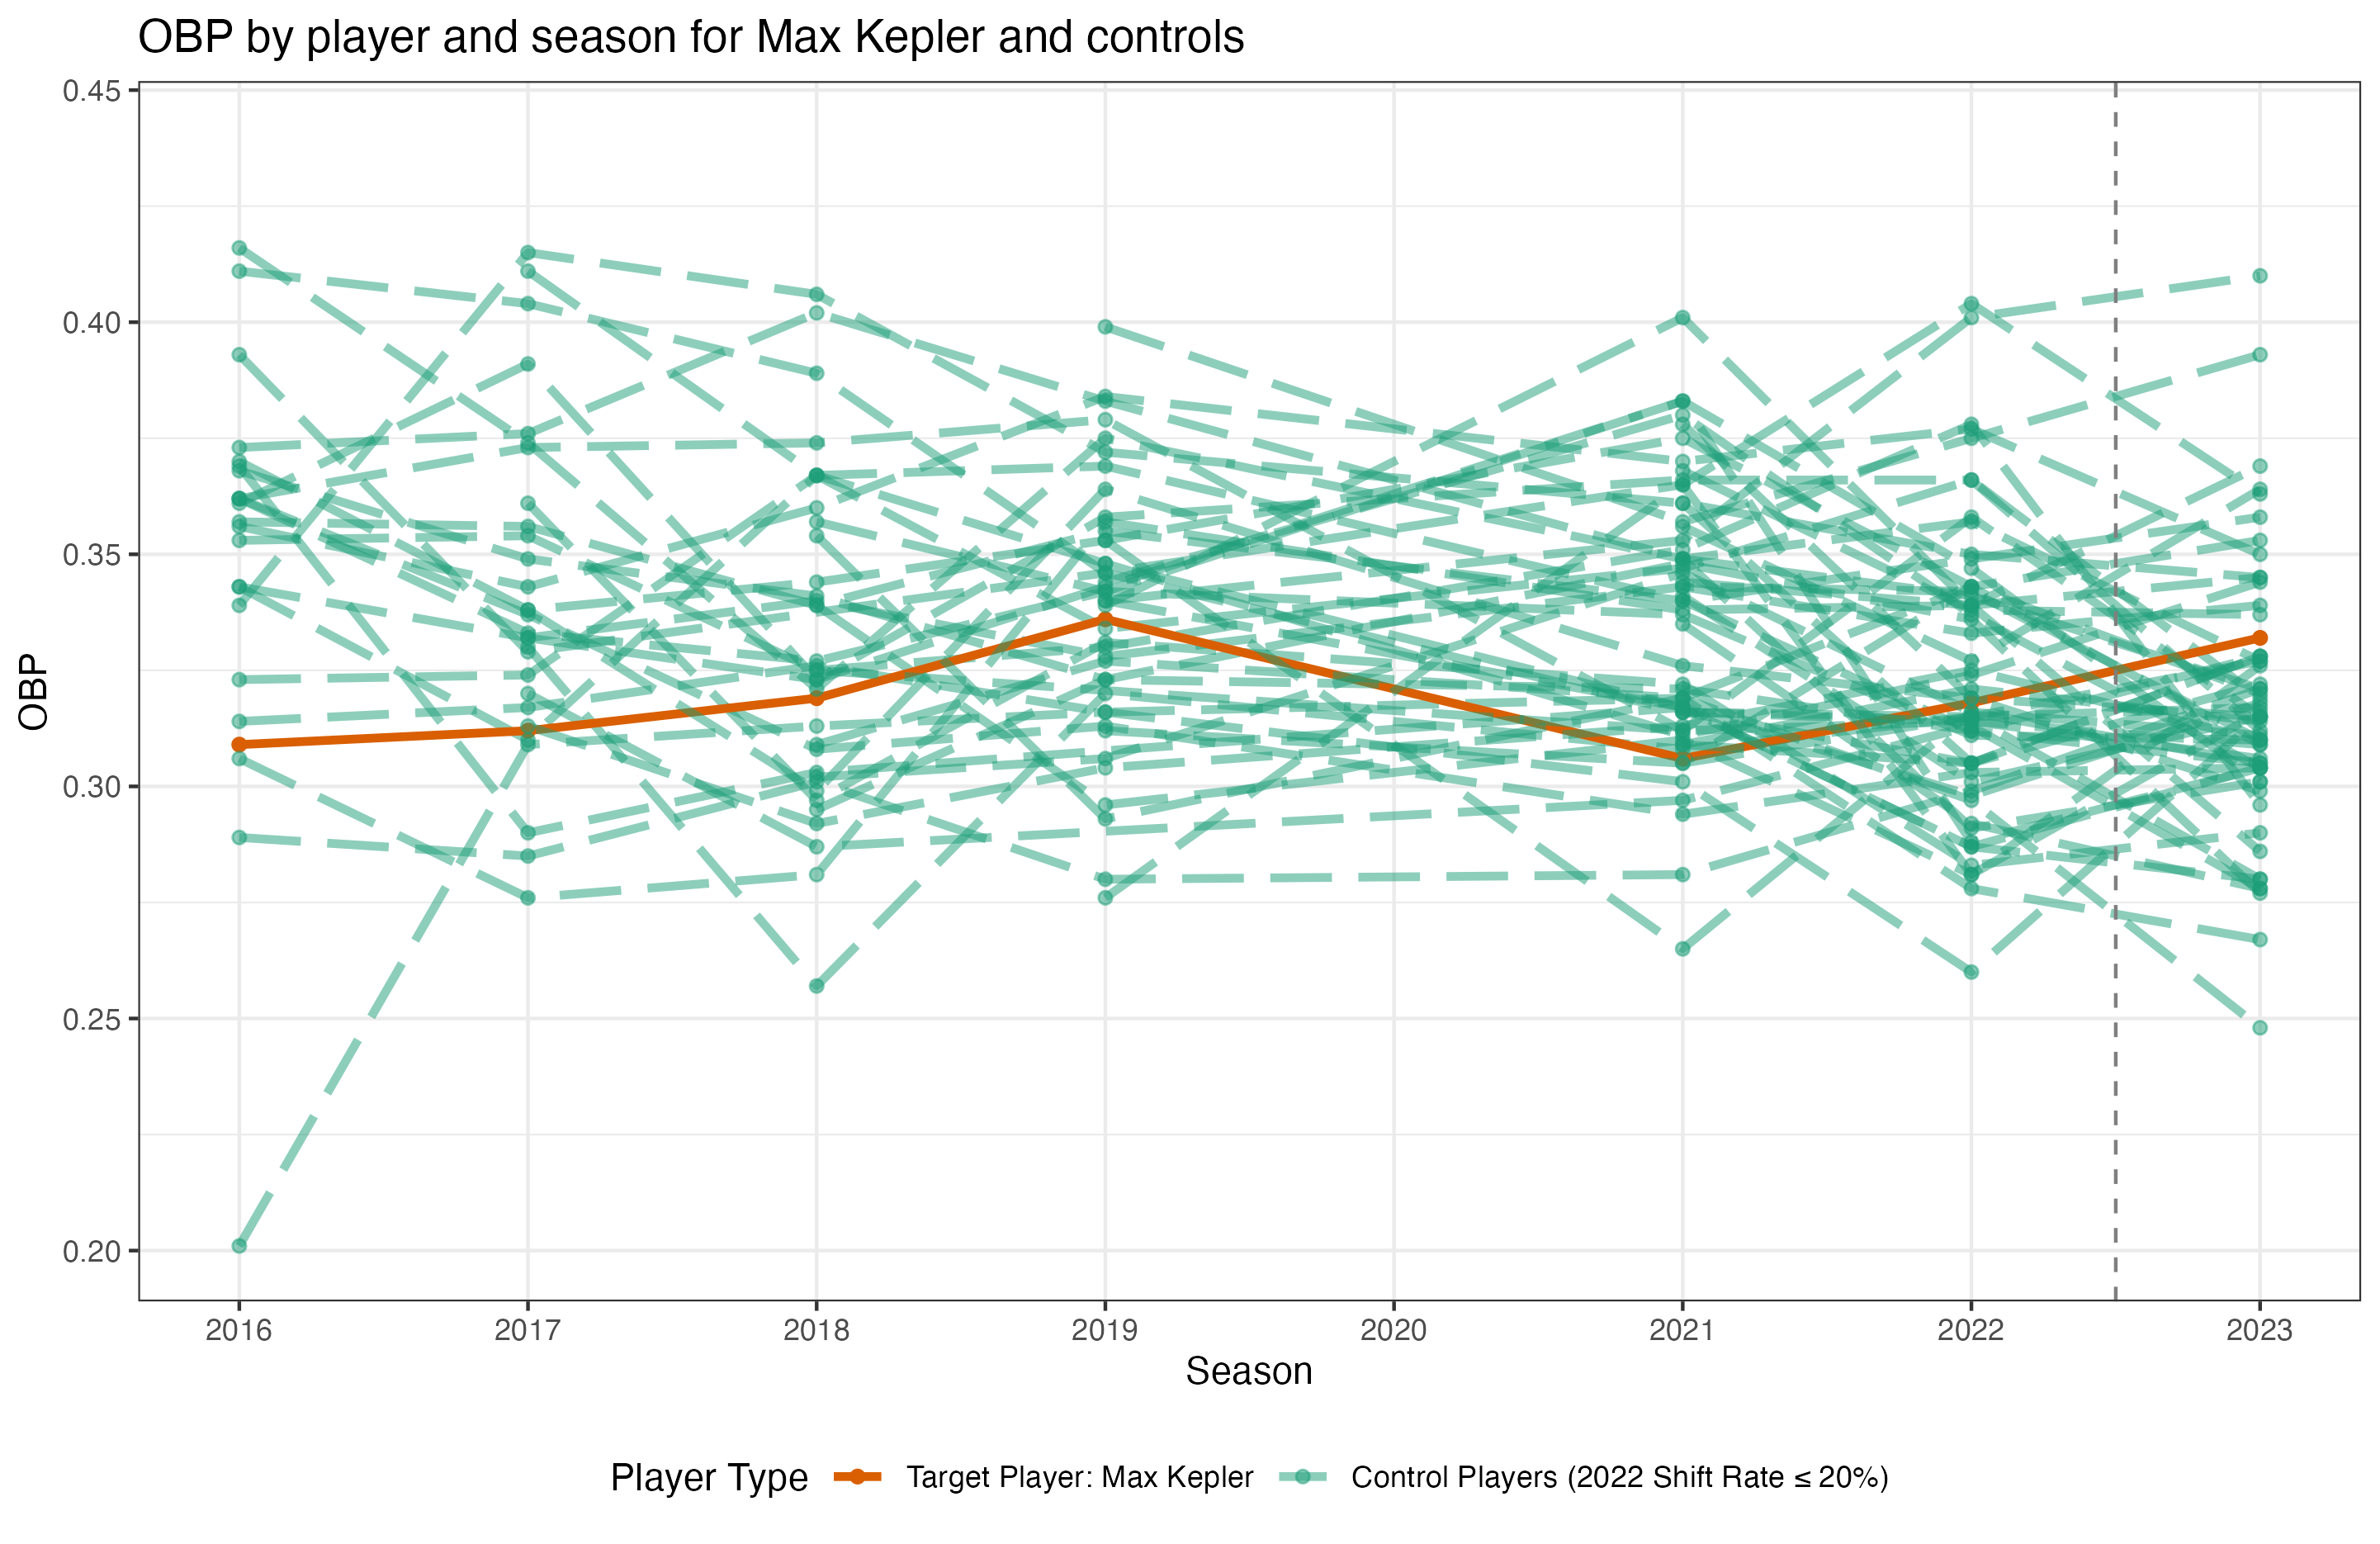 OBP by player and season for Max Kepler and controls
OBP
0.45
0.40
0.35
0.30
0.25
0.20
2016 2017 2018 2019 2020 2021 2022 2023
Season
Player Type Target Player: Max Kepler Control Players (2022 Shift Rate ≤ 20%)